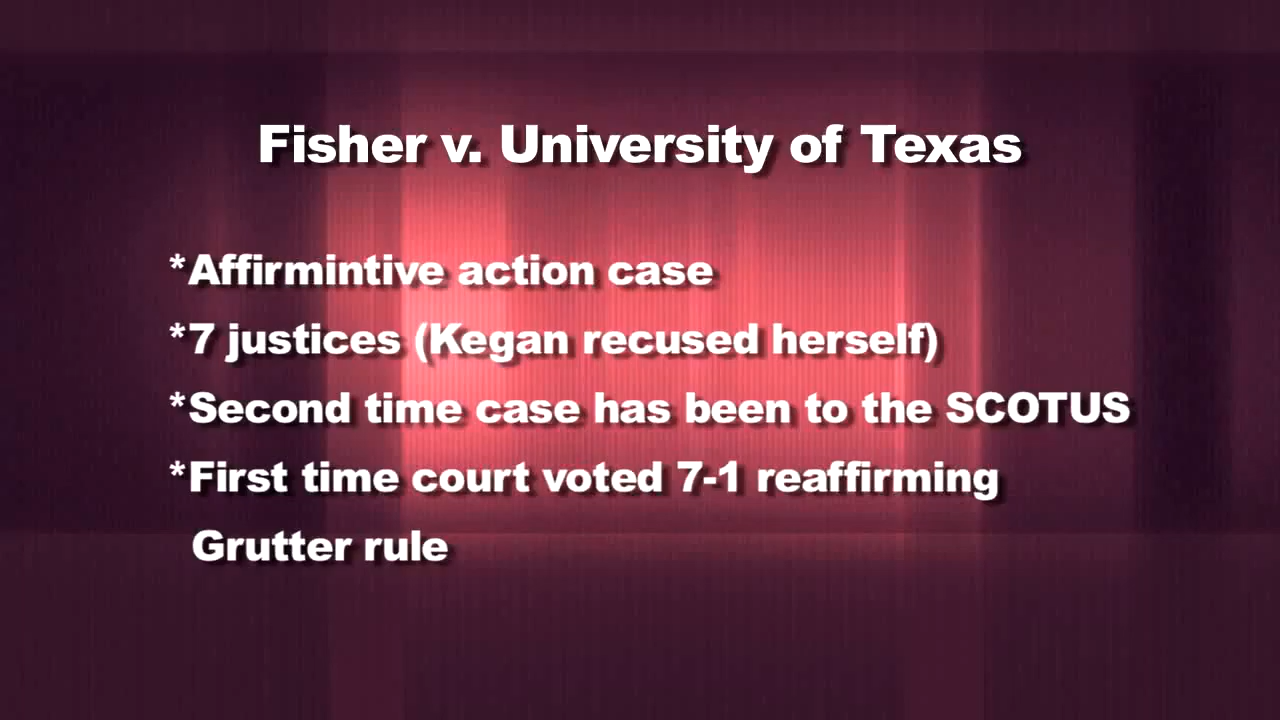 Fisher v. University of Texas
*Affirmintive action case
*7 justices (Kegan recused herself)
*Second time case has been to the SCOTUS
*First time court voted 7-1 reaffirming
Grutter rule